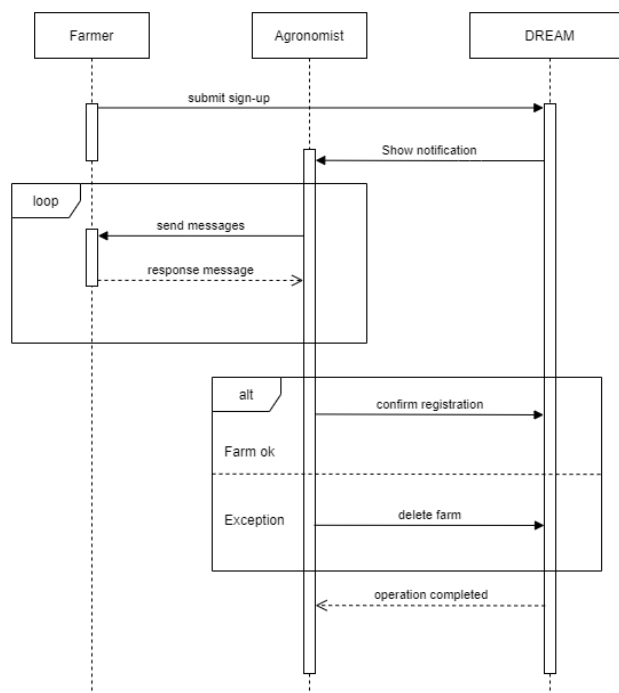 Farmer
Agronomist
DREAM
submit sign-up
Show notification
loop
send messages
response message
alt
confirm registration
Farm ok
Exception
delete farm
operation completed